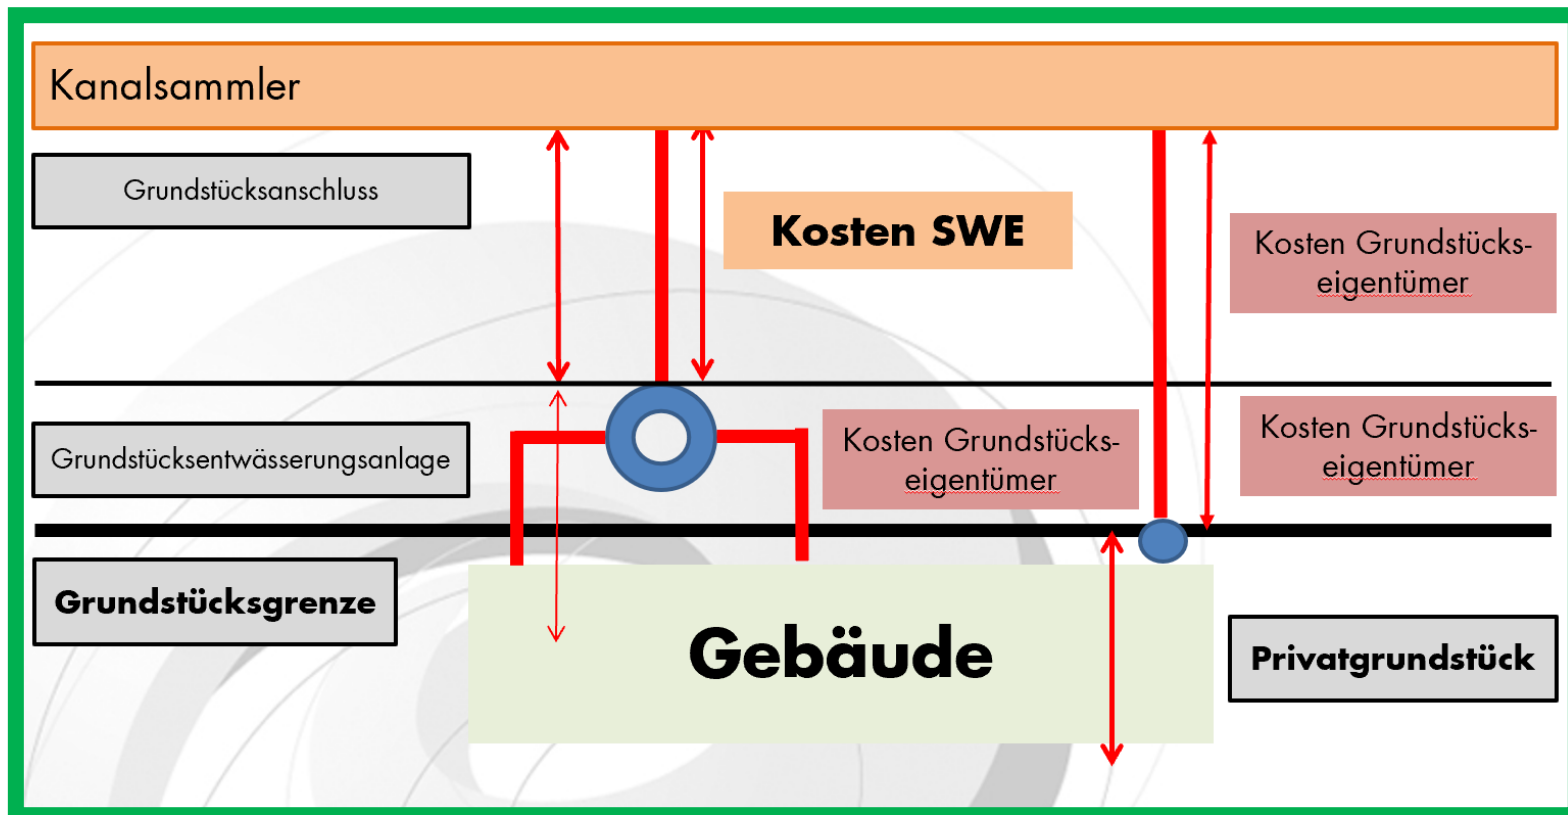 Kanalsammler
Grundstücksanschluss
Kosten SWE
Kosten Grundstücks-
eigentümer
Grundstücksentwässerungsanlage
Kosten Grundstücks-
eigentümer
Kosten Grundstücks-
eigentümer
Grundstücksgrenze
Gebäude
Privatgrundstück